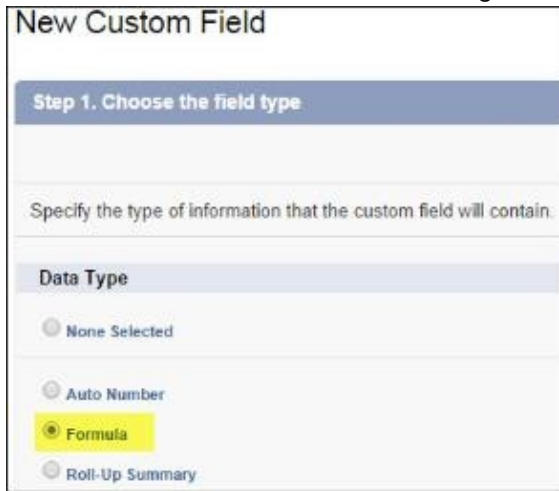 New Custom Field
Step 1. Choose the field type
Specify the type of information that the custom field will contain.
Data Type
None Selected
Auto Number
Formula
Roll-Up Summary